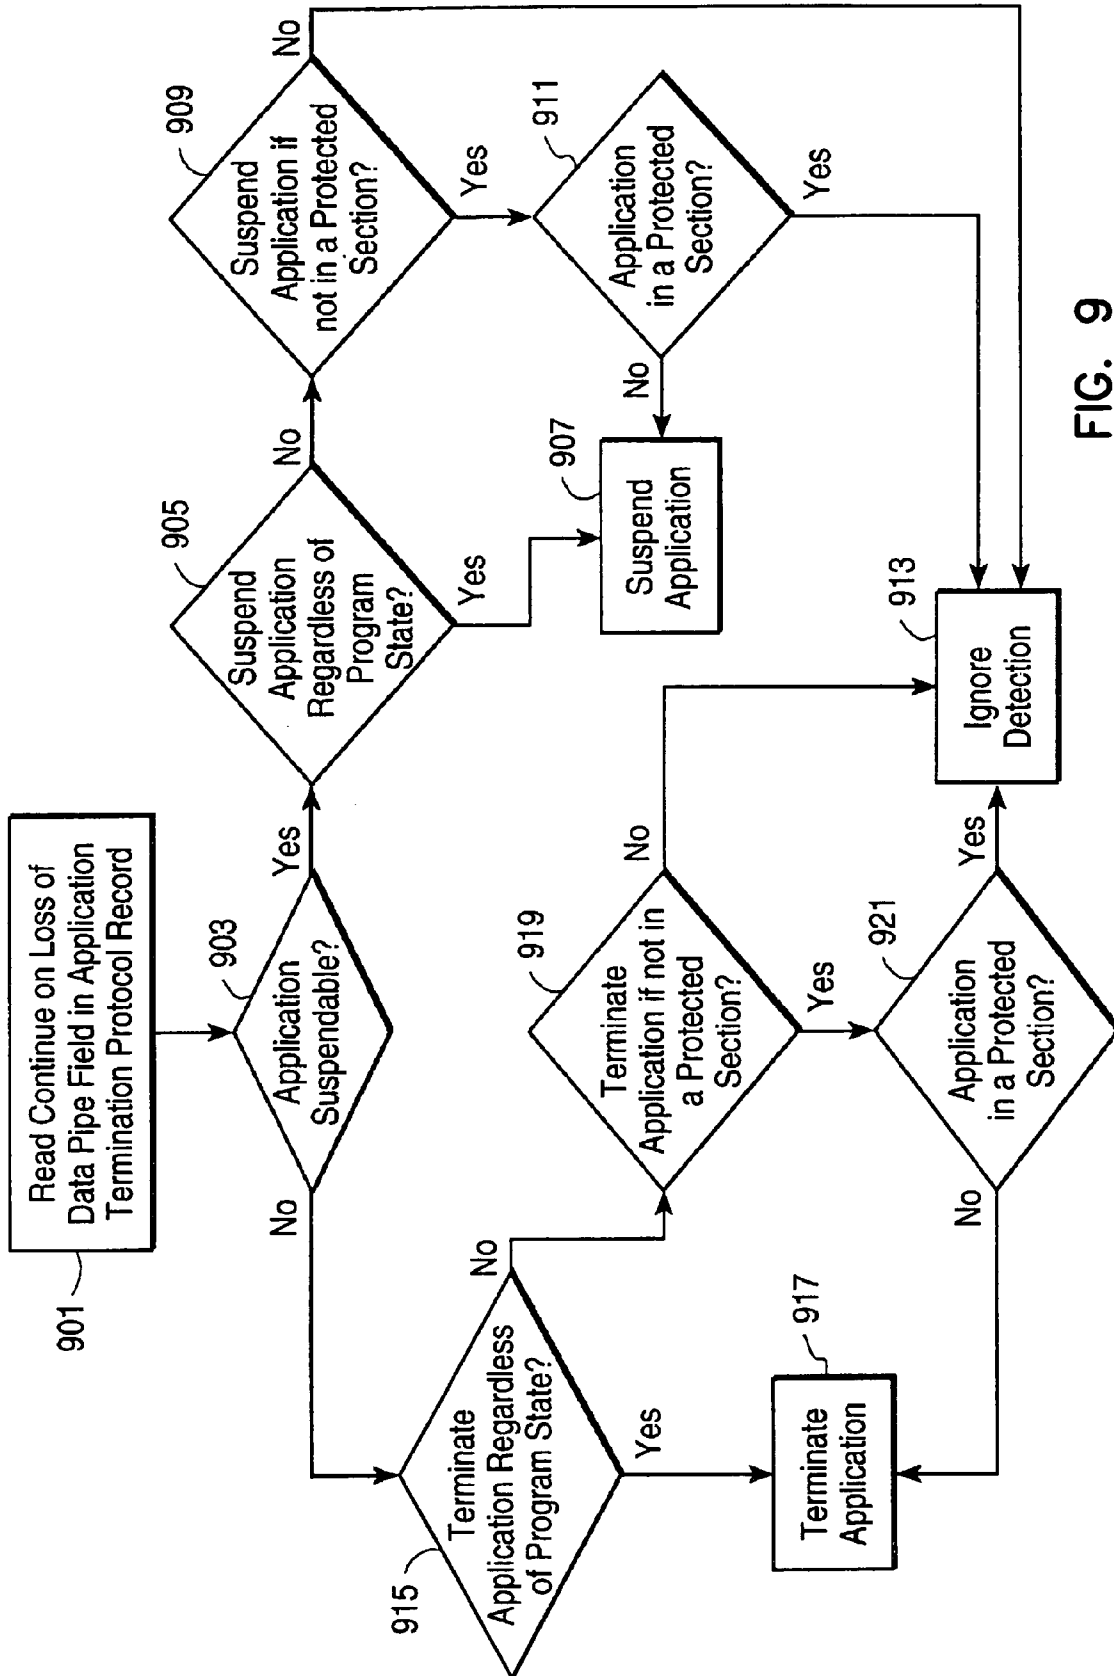 Read Continue on Loss of
Data Pipe Field in Application
Termination Protocol Record
901
Application
Suspendable?
903
Yes
No
Suspend
Application
Regardless of
Program
State?
905
No
Yes
Suspend
Application if
not in a Protected
Section?
909
No
Yes
Application
in a Protected
Section?
911
No
Yes
Suspend
Application
907
Terminate
Application Regardless
of Program State?
915
No
Yes
Terminate
Application if not in
a Protected
Section?
919
No
Yes
Application
in a Protected
Section?
921
Yes
No
Terminate
Application
917
Ignore
Detection
913
FIG. 9